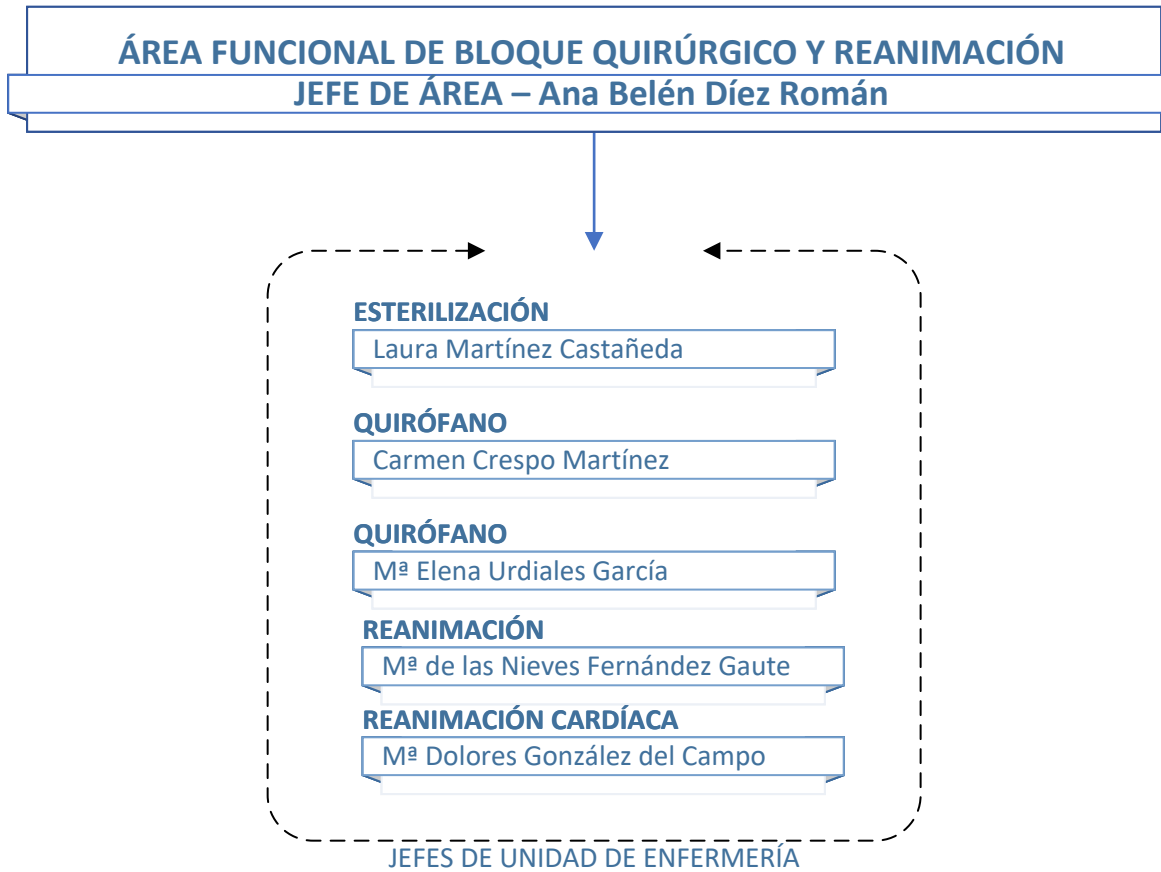 ÁREA FUNCIONAL DE BLOQUE QUIRÚRGICO Y REANIMACIÓN
JEFE DE ÁREA – Ana Belén Díez Román
ESTERILIZACIÓN
Laura Martínez Castañeda
QUIRÓFANO
Carmen Crespo Martínez
QUIRÓFANO
Mª Elena Urdiales García
REANIMACIÓN
Mª de las Nieves Fernández Gaute
REANIMACIÓN CARDÍACA
Mª Dolores González del Campo
JEFES DE UNIDAD DE ENFERMERÍA